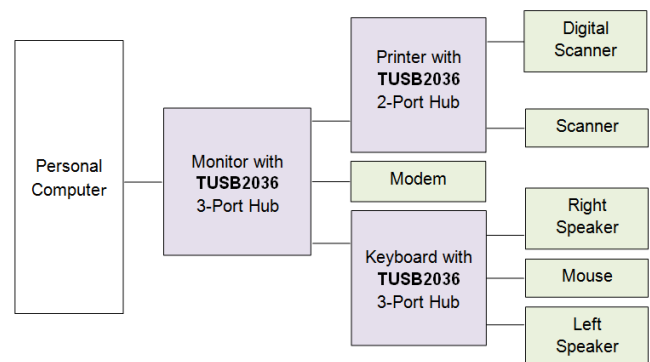 Personal
Computer
Monitor with
TUSB2036
3-Port Hub
Printer with
TUSB2036
2-Port Hub
Digital
Scanner
Scanner
Modem
Keyboard with
TUSB2036
3-Port Hub
Right
Speaker
Mouse
Left
Speaker